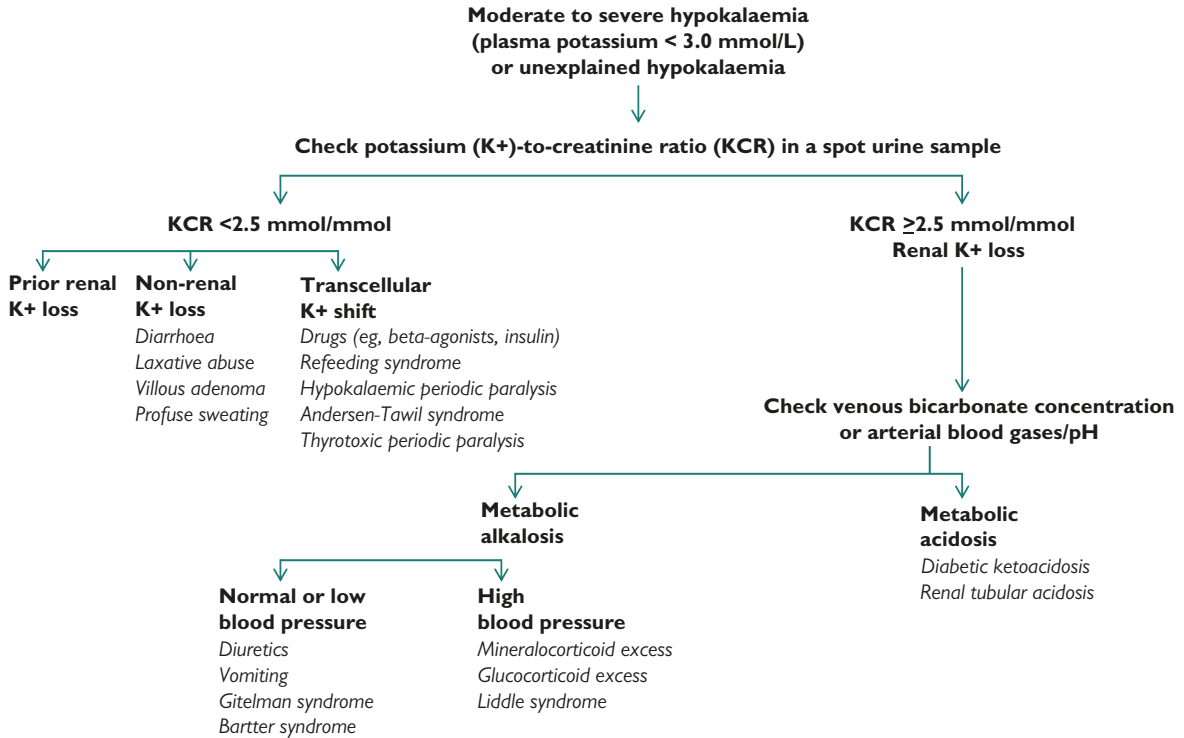 Moderate to severe hypokalaemia
(plasma potassium < 3.0 mmol/L)
or unexplained hypokalaemia
Check potassium (K+)-to-creatinine ratio (KCR) in a spot urine sample
KCR <2.5 mmol/mmol
Prior renal
K+ loss
Non-renal
K+ loss
Diarrhoea
Laxative abuse
Villous adenoma
Profuse sweating
Transcellular
K+ shift
Drugs (eg, beta-agonists, insulin)
Refeeding syndrome
Hypokalaemic periodic paralysis
Andersen-Tawil syndrome
Thyrotoxic periodic paralysis
KCR ≥2.5 mmol/mmol
Renal K+ loss
Check venous bicarbonate concentration
or arterial blood gases/pH
Metabolic
alkalosis
Normal or low
blood pressure
Diuretics
Vomiting
Gitelman syndrome
Bartter syndrome
High
blood pressure
Mineralocorticoid excess
Glucocorticoid excess
Liddle syndrome
Metabolic
acidosis
Diabetic ketoacidosis
Renal tubular acidosis